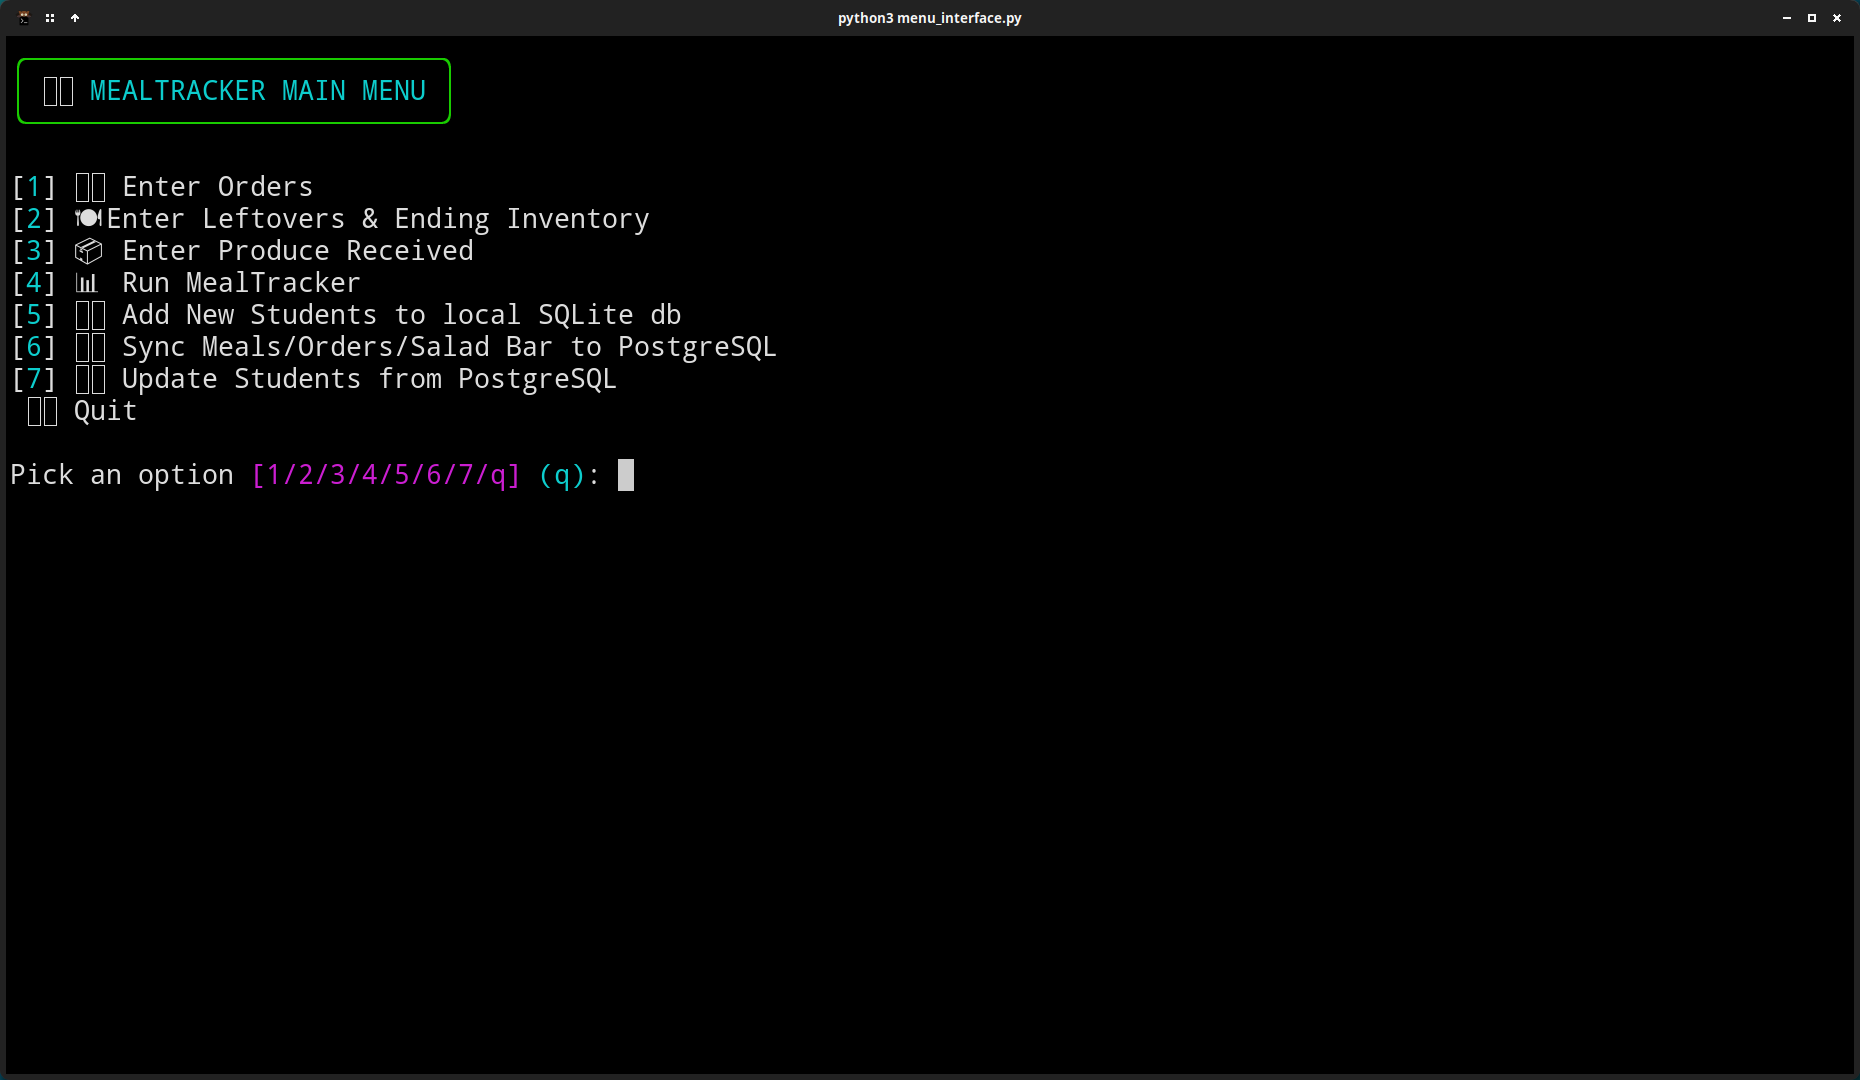 python3 menu_interface.py
MEALTRACKER MAIN MENU
[1] Enter Orders
[2] 🍽Enter Leftovers & Ending Inventory
[3] 📦 Enter Produce Received
[4] 📊 Run MealTracker
[5] Add New Students to local SQLite db
[6] Sync Meals/Orders/Salad Bar to PostgreSQL
[7] Update Students from PostgreSQL
Quit
Pick an option [1/2/3/4/5/6/7/q] (q):